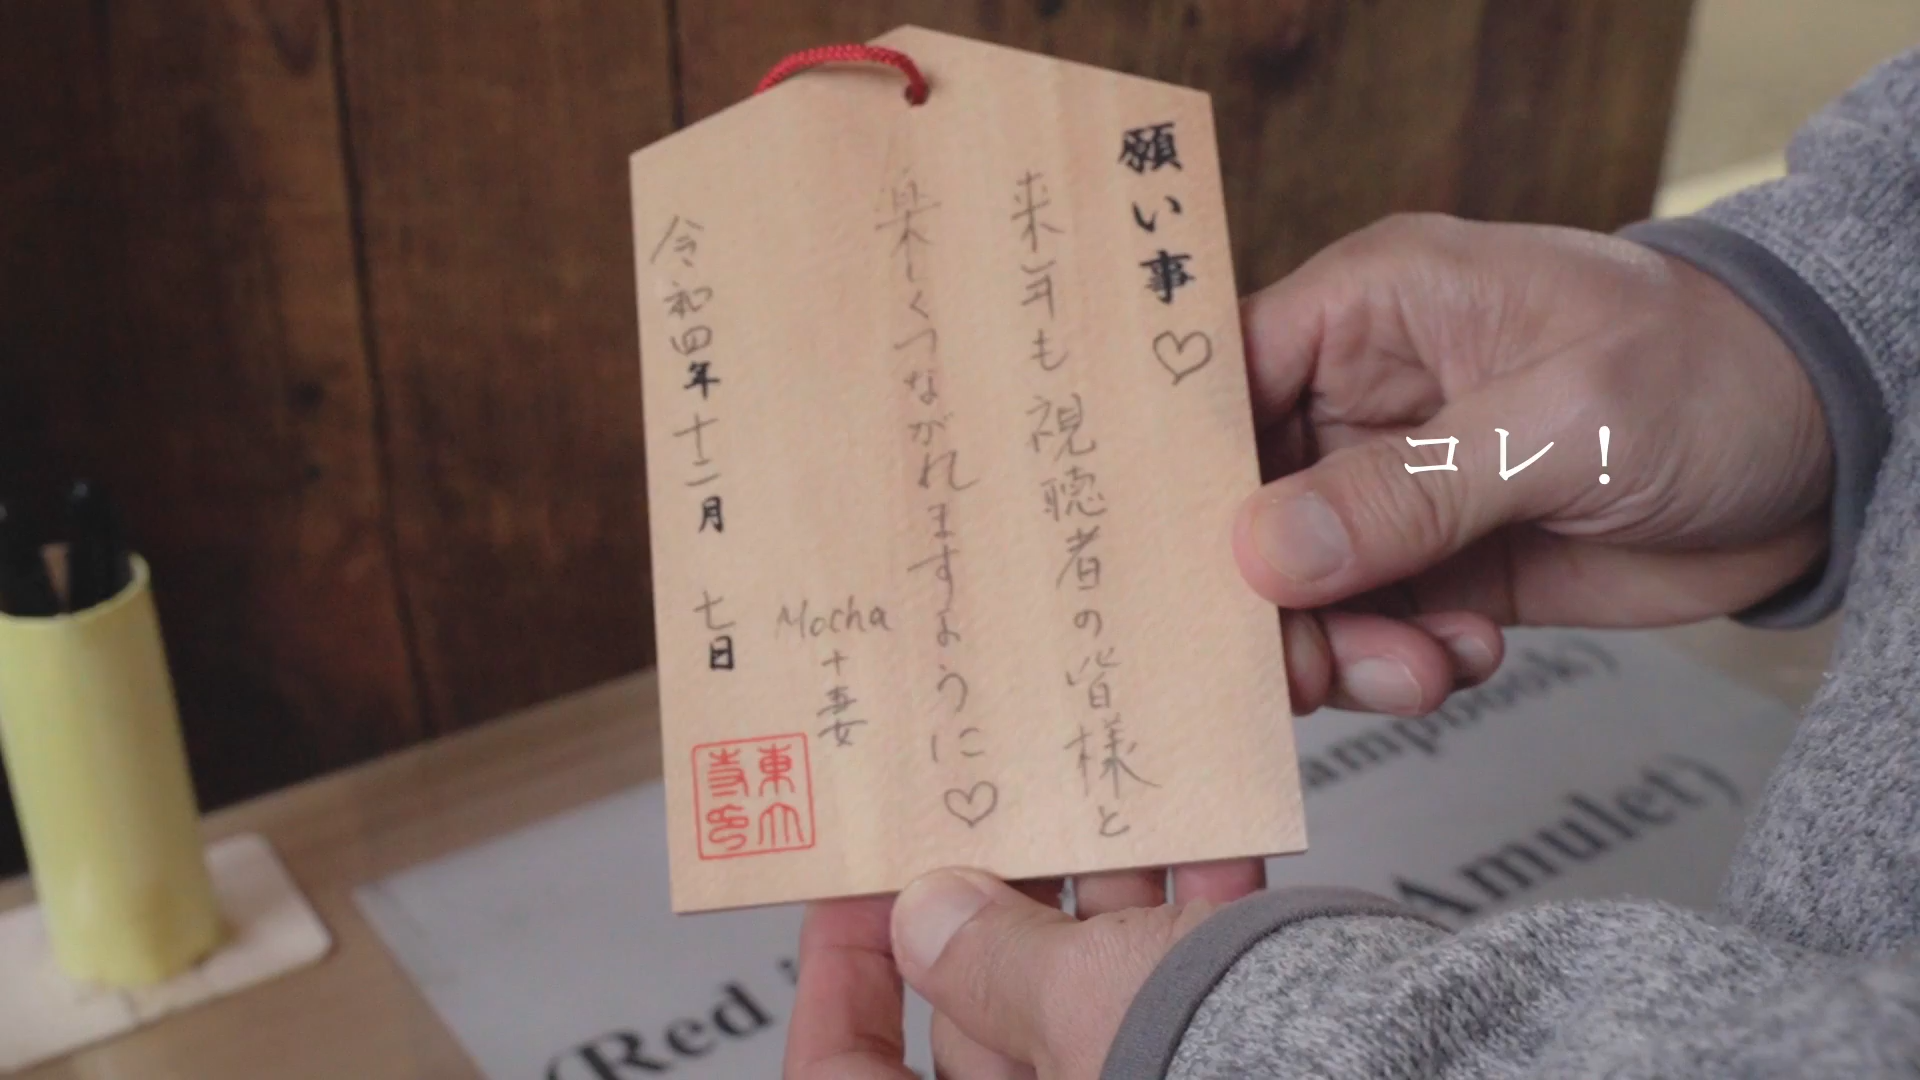 願い事♡
来年も視聴者の皆様と
楽しくつながれますように♡
Mocha
+妻
令和四年十二月 七日
コレ！
ampbook)
Amulet)
(Red